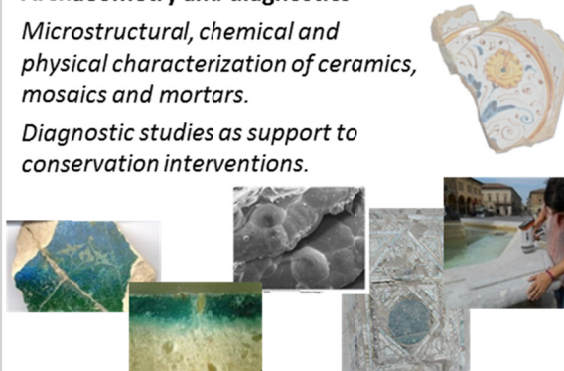 Microstructural, chemical and
physical characterization of ceramics,
mosaics and mortars.
Diagnostic studies as support to
conservation interventions.